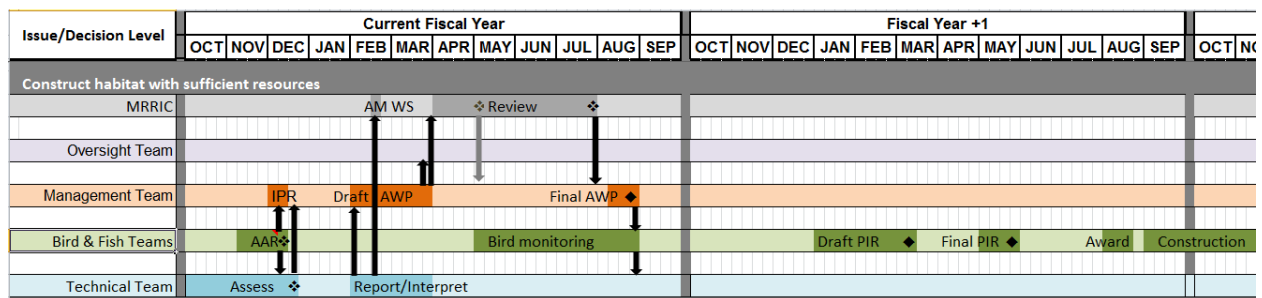 Issue/Decision Level
Current Fiscal Year
Fiscal Year +1
OCT NOV DEC JAN FEB MAR APR MAY JUN JUL AUG SEP OCT NOV DEC JAN FEB MAR APR MAY JUN JUL AUG SEP OCT
Construct habitat with sufficient resources
MRRIC AM WS Review
Oversight Team
Management Team IPR Draft AWP Final AWP
Bird & Fish Teams AAR Bird monitoring Draft PIR Final PIR Award Construction
Technical Team Assess Report/Interpret